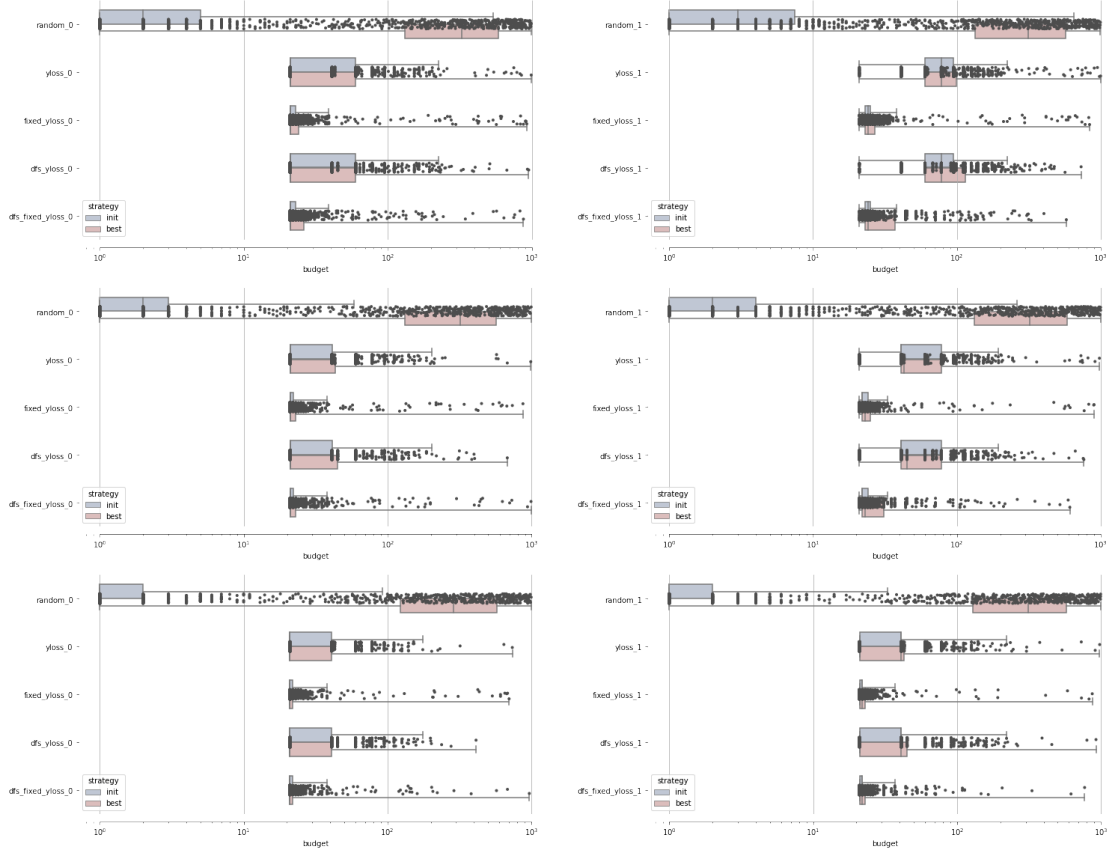 random_0
yloss_0
fixed_yloss_0
dfs_yloss_0
dfs_fixed_yloss_0
strategy
init
best
10^0
10^1
10^2
10^3
budget
random_1
yloss_1
fixed_yloss_1
dfs_yloss_1
dfs_fixed_yloss_1
strategy
init
best
10^0
10^1
10^2
10^3
budget
random_0
yloss_0
fixed_yloss_0
dfs_yloss_0
dfs_fixed_yloss_0
strategy
init
best
10^0
10^1
10^2
10^3
budget
random_1
yloss_1
fixed_yloss_1
dfs_yloss_1
dfs_fixed_yloss_1
strategy
init
best
10^0
10^1
10^2
10^3
budget
random_0
yloss_0
fixed_yloss_0
dfs_yloss_0
dfs_fixed_yloss_0
strategy
init
best
10^0
10^1
10^2
10^3
budget
random_1
yloss_1
fixed_yloss_1
dfs_yloss_1
dfs_fixed_yloss_1
strategy
init
best
10^0
10^1
10^2
10^3
budget